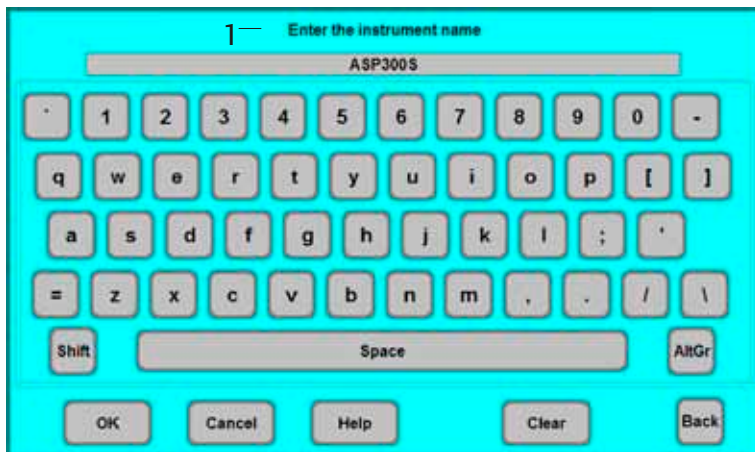 1— Enter the instrument name
ASP300S
` 1 2 3 4 5 6 7 8 9 0 -
q w e r t y u i o p [ ]
a s d f g h j k l ; '
= z x c v b n m , . / \
Shift Space AltGr
OK Cancel Help Clear Back